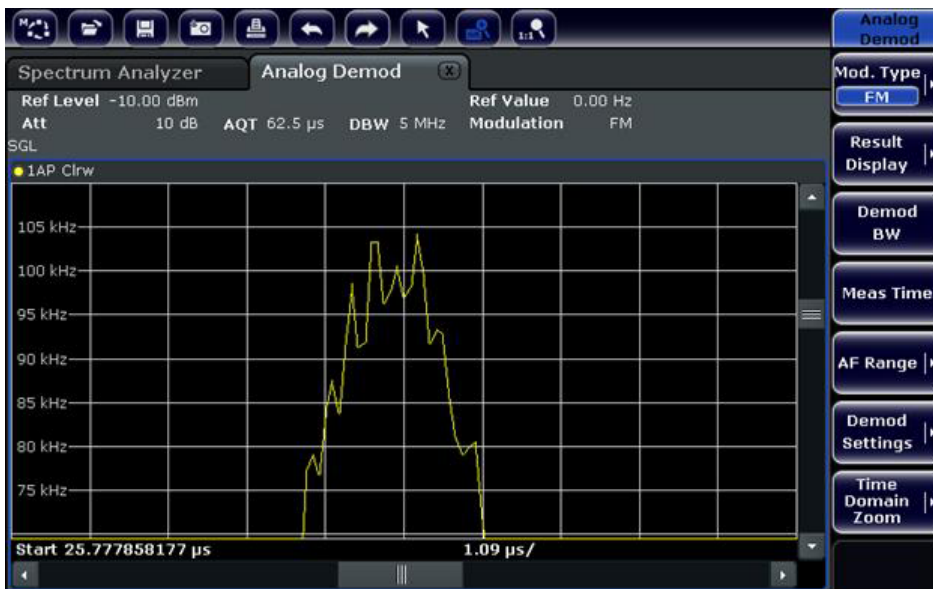 1:1
Analog
Demod
Spectrum Analyzer
Analog Demod X
Ref Level -10.00 dBm Ref Value 0.00 Hz
Att 10 dB AQT 62.5 µs DBW 5 MHz Modulation FM
SGL
1AP Clrw
105 kHz
100 kHz
95 kHz
90 kHz
85 kHz
80 kHz
75 kHz
Start 25.777858177 µs 1.09 µs/
Mod. Type
FM
Result
Display
Demod
BW
Meas Time
AF Range
Demod
Settings
Time
Domain
Zoom